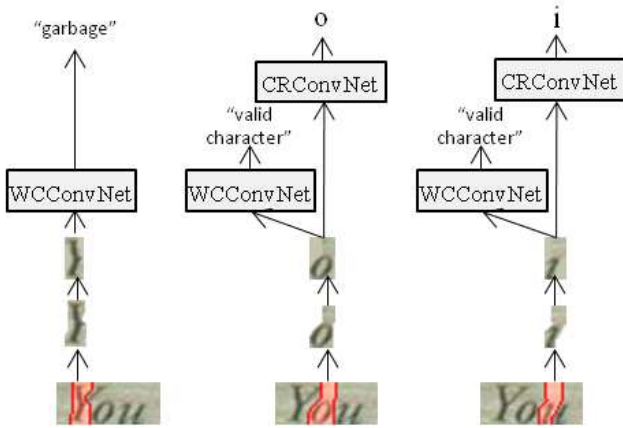 "garbage"
o
i
CRConvNet
CRConvNet
"valid
character"
"valid
character"
WCConvNet
WCConvNet
WCConvNet
Y
o
i
Y
o
i
You
You
You